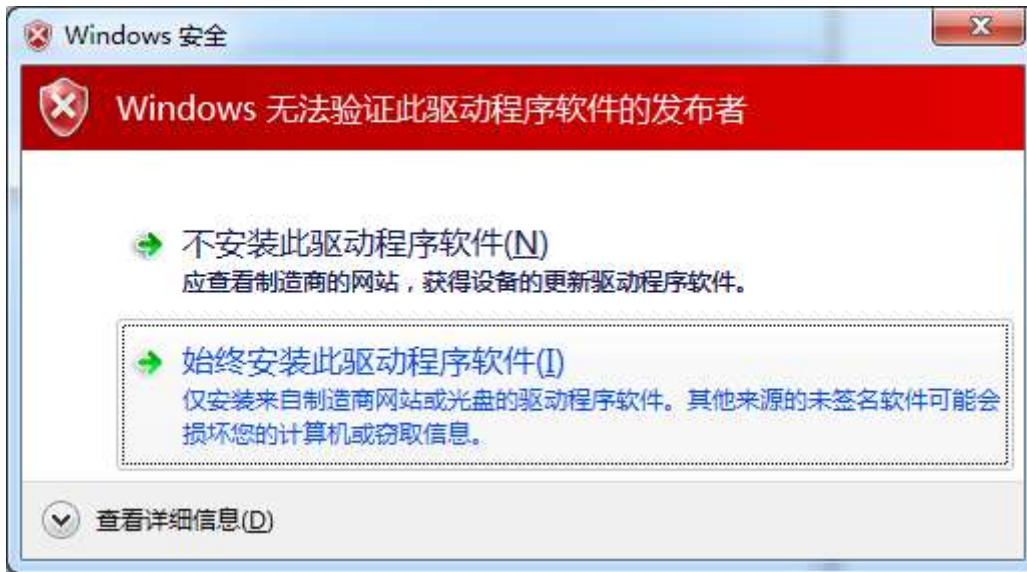 Windows 安全
Windows 无法验证此驱动程序软件的发布者
不安装此驱动程序软件(N)
应查看制造商的网站，获得设备的更新驱动程序软件。
始终安装此驱动程序软件(I)
仅安装来自制造商网站或光盘的驱动程序软件。其他来源的未签名软件可能会
损坏您的计算机或窃取信息。
查看详细信息(D)